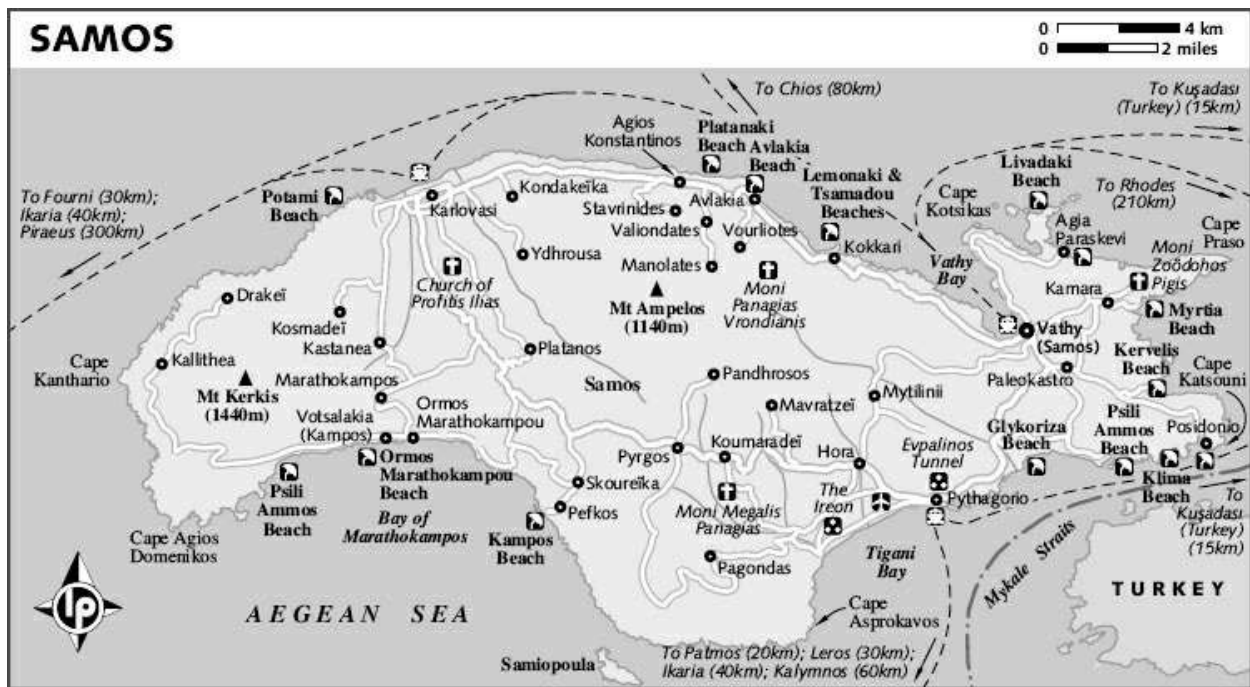 SAMOS
0 4 km
0 2 miles
To Chios (80km)
To Kuşadası
(Turkey) (15km)
Agios
Konstantinos
Platanaki
Beach
Avlakia
Beach
Livadaki
Beach
Lemonaki &
Tsamadou
Beaches
Cape
Kotsikas
To Rhodes
(210km)
Cape
Praso
To Fourni (30km);
Ikaria (40km);
Piraeus (300km)
Potami
Beach
Karlovasi
Kondakeïka
Stavrinides
Avlakia
Valiondates
Vourliotes
Kokkari
Vathy
Bay
Agia
Paraskevi
Moni
Zoödohos
Pigis
Ydhrousa
Manolates
Kamara
Church of
Profitis Ilias
Moni
Panagias
Vrondianis
Mt Ampelos
(1140m)
Myrtia
Beach
Drakeï
Kosmadeï
Kastanea
Vathy
(Samos)
Kervelis
Beach
Cape
Katsouni
Cape
Kanthario
Kallithea
Platanos
Mt Kerkis
(1440m)
Marathokampos
Samos
Pandhrosos
Paleokastro
Mytilinii
Votsalakia
(Kampos)
Ormos
Marathokampou
Mavratzeï
Glykoriza
Beach
Psili
Ammos
Beach
Posidonio
Pyrgos
Koumaradeï
Hora
Evpalinos
Tunnel
Klima
Beach
Psili
Ammos
Beach
Ormos
Marathokampou
Beach
Skoureïka
Pefkos
Moni Megalis
Panagias
The
Ireon
Pythagorio
To
Kuşadası
(Turkey)
(15km)
Cape Agios
Domenikos
Bay of
Marathokampos
Kampos
Beach
Pagondas
Tigani
Bay
Mykale Straits
TURKEY
lp
AEGEAN SEA
Cape
Asprokavos
Samiopoula
To Patmos (20km); Leros (30km);
Ikaria (40km); Kalymnos (60km)